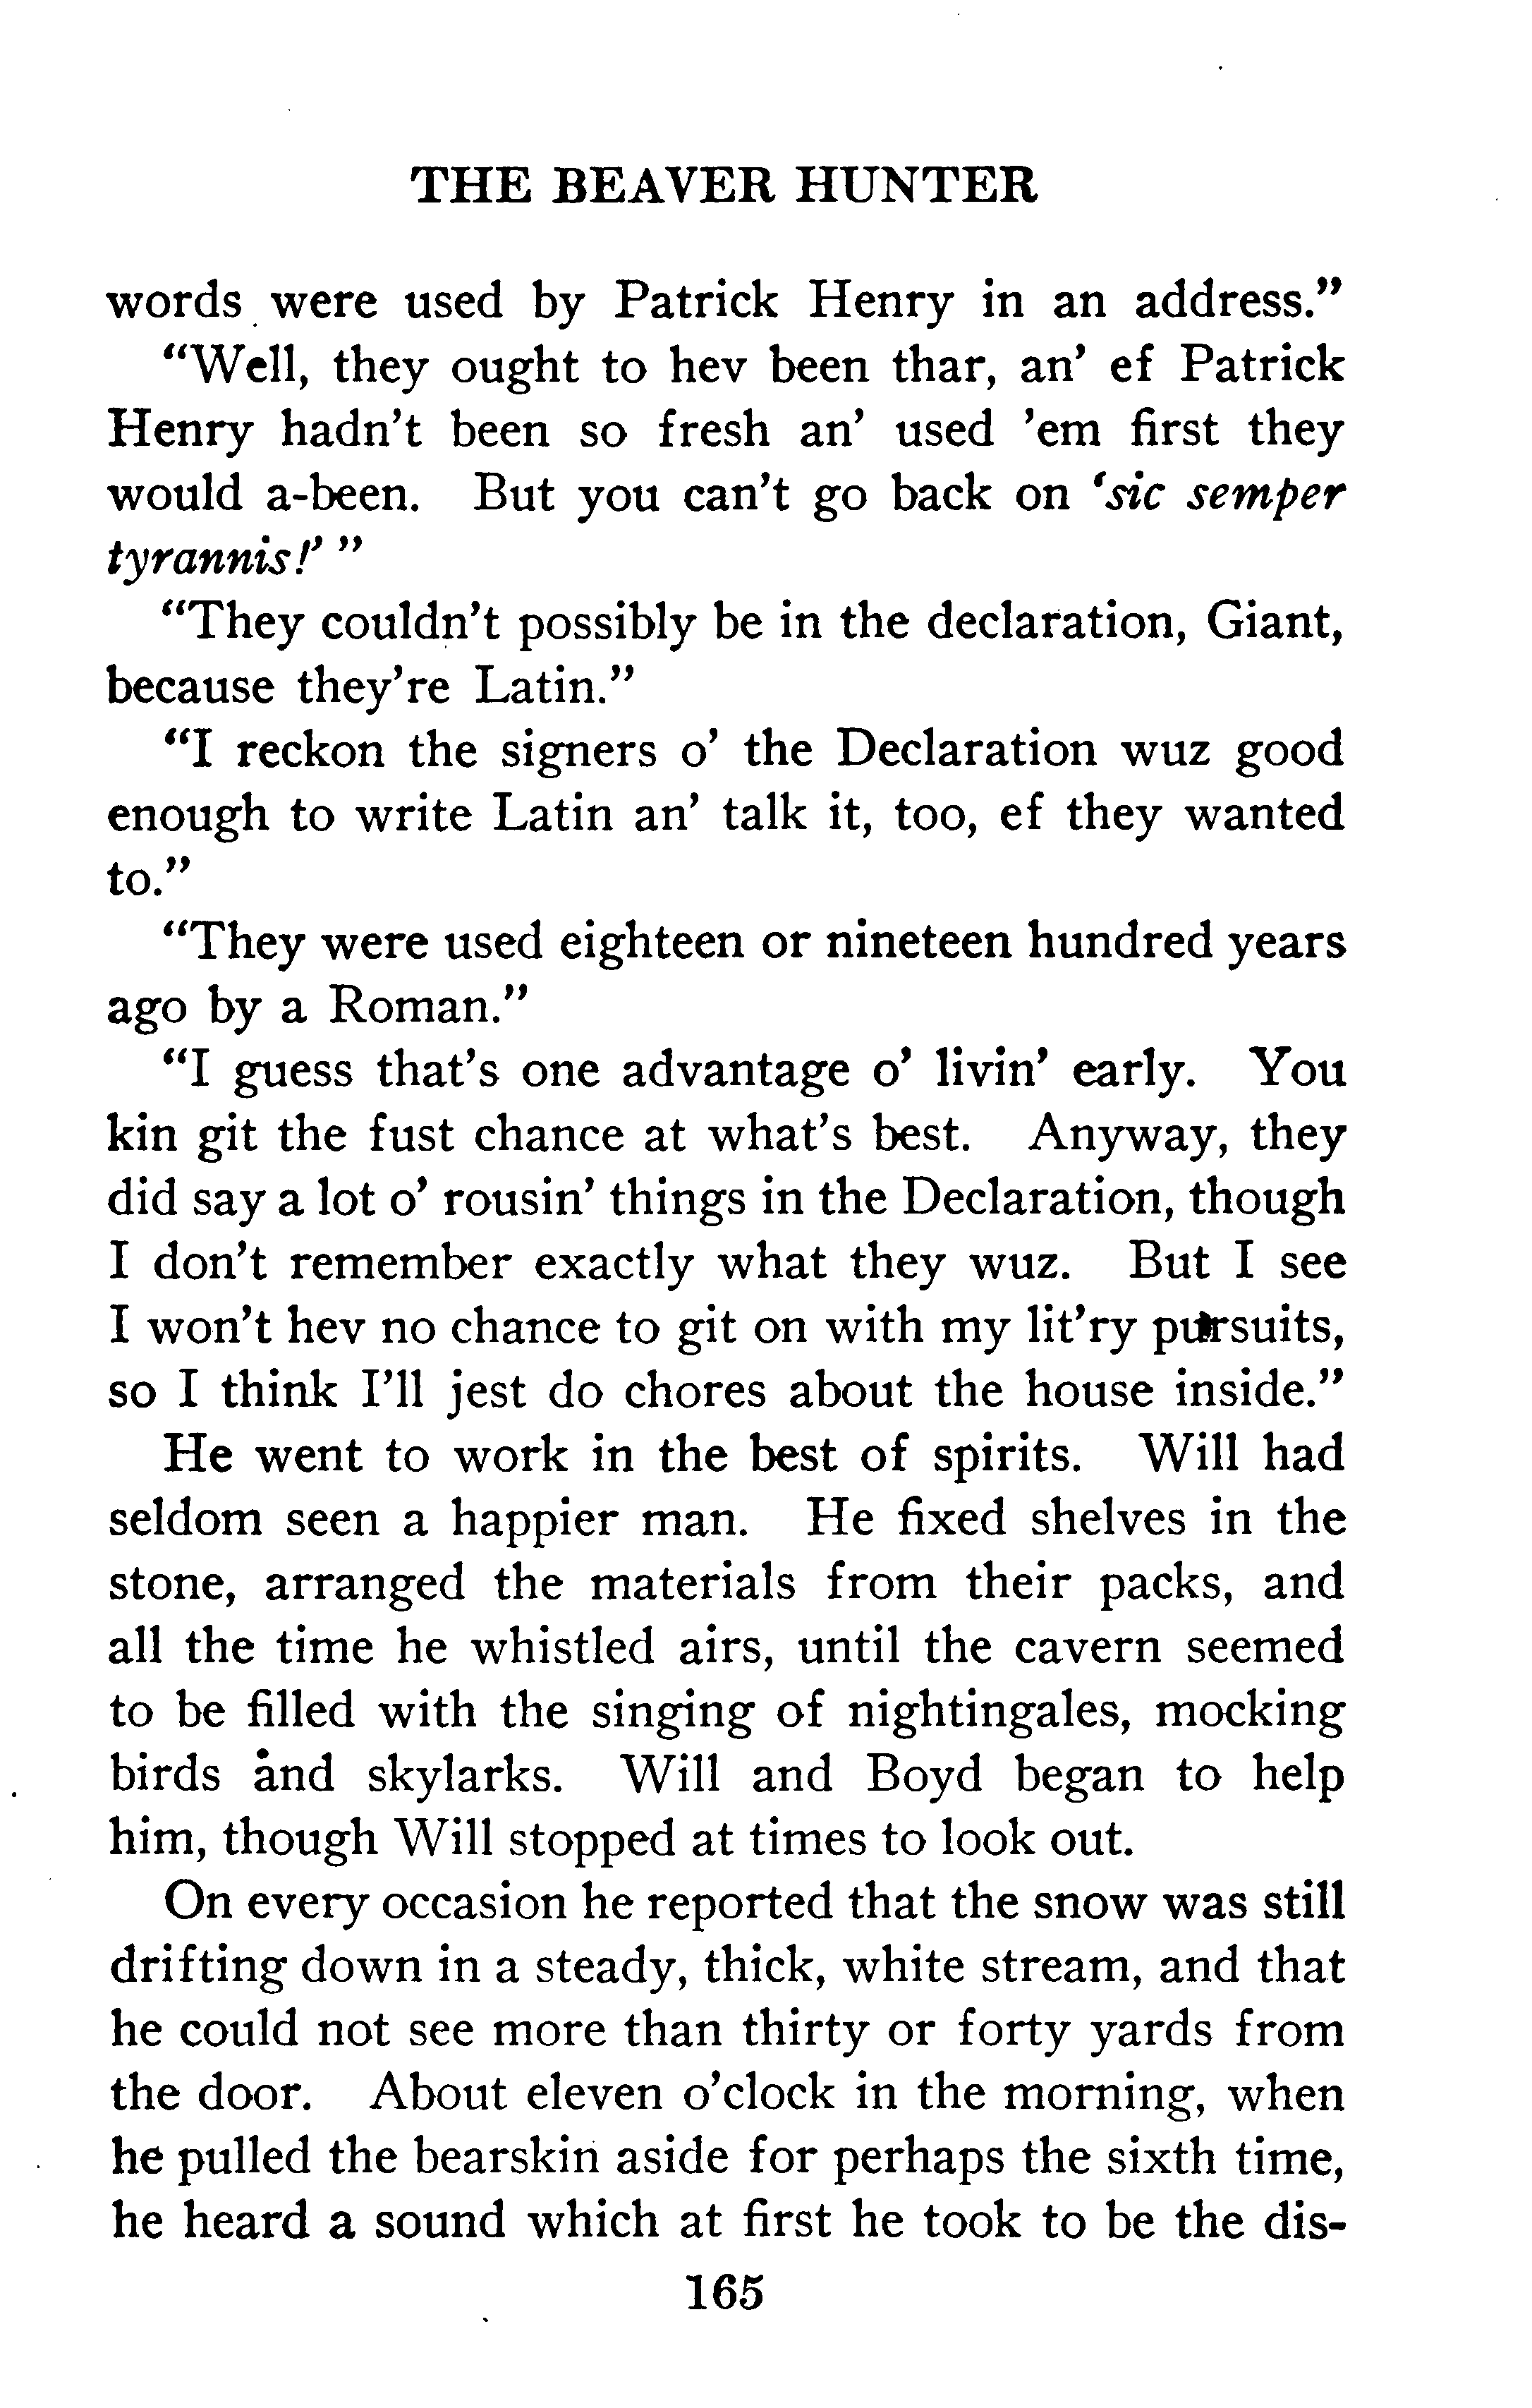 THE BEAVER HUNTER
words were used by Patrick Henry in an address."
"Well, they ought to hev been thar, an' ef Patrick
Henry hadn't been so fresh an' used 'em first they
would a-been. But you can't go back on 'sic semper
tyrannis!' "
"They couldn't possibly be in the declaration, Giant,
because they're Latin."
"I reckon the signers o' the Declaration wuz good
enough to write Latin an' talk it, too, ef they wanted
to."
"They were used eighteen or nineteen hundred years
ago by a Roman."
"I guess that's one advantage o' livin' early. You
kin git the fust chance at what's best. Anyway, they
did say a lot o' rousin' things in the Declaration, though
I don't remember exactly what they wuz. But I see
I won't hev no chance to git on with my lit'ry pursuits,
so I think I'll jest do chores about the house inside."
He went to work in the best of spirits. Will had
seldom seen a happier man. He fixed shelves in the
stone, arranged the materials from their packs, and
all the time he whistled airs, until the cavern seemed
to be filled with the singing of nightingales, mocking
birds and skylarks. Will and Boyd began to help
him, though Will stopped at times to look out.
On every occasion he reported that the snow was still
drifting down in a steady, thick, white stream, and that
he could not see more than thirty or forty yards from
the door. About eleven o'clock in the morning, when
he pulled the bearskin aside for perhaps the sixth time,
he heard a sound which at first he took to be the dis-
165